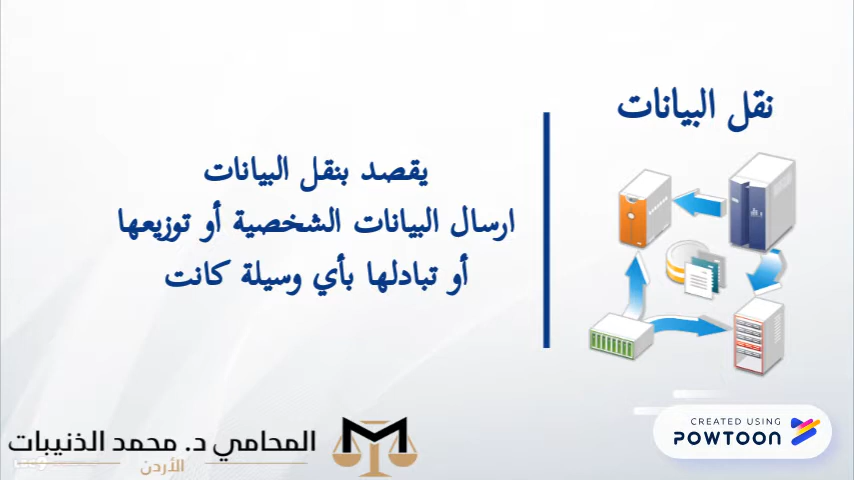 نقل البيانات
يقصد بنقل البيانات
ارسال البيانات الشخصية أو توزيعها
أو تبادلها بأي وسيلة كانت
المحامي د. محمد الذنيبات
الأردن
CREATED USING
POWTOON